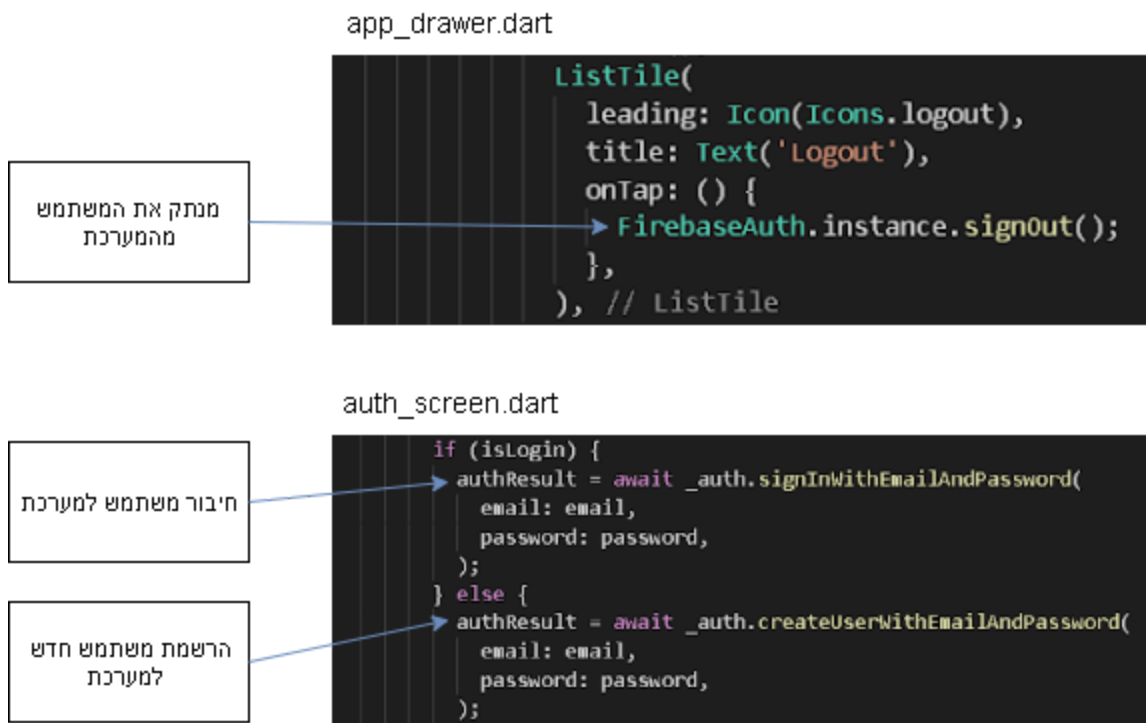 app_drawer.dart
ListTile(
leading: Icon(Icons.logout),
title: Text('Logout'),
onTap: () {
FirebaseAuth.instance.signOut();
},
), // ListTile
מנתק את המשתמש
מהמערכת
auth_screen.dart
if (isLogin) {
authResult = await _auth.signInWithEmailAndPassword(
email: email,
password: password,
);
} else {
authResult = await _auth.createUserWithEmailAndPassword(
email: email,
password: password,
);
חיבור משתמש למערכת
הרשמת משתמש חדש
למערכת